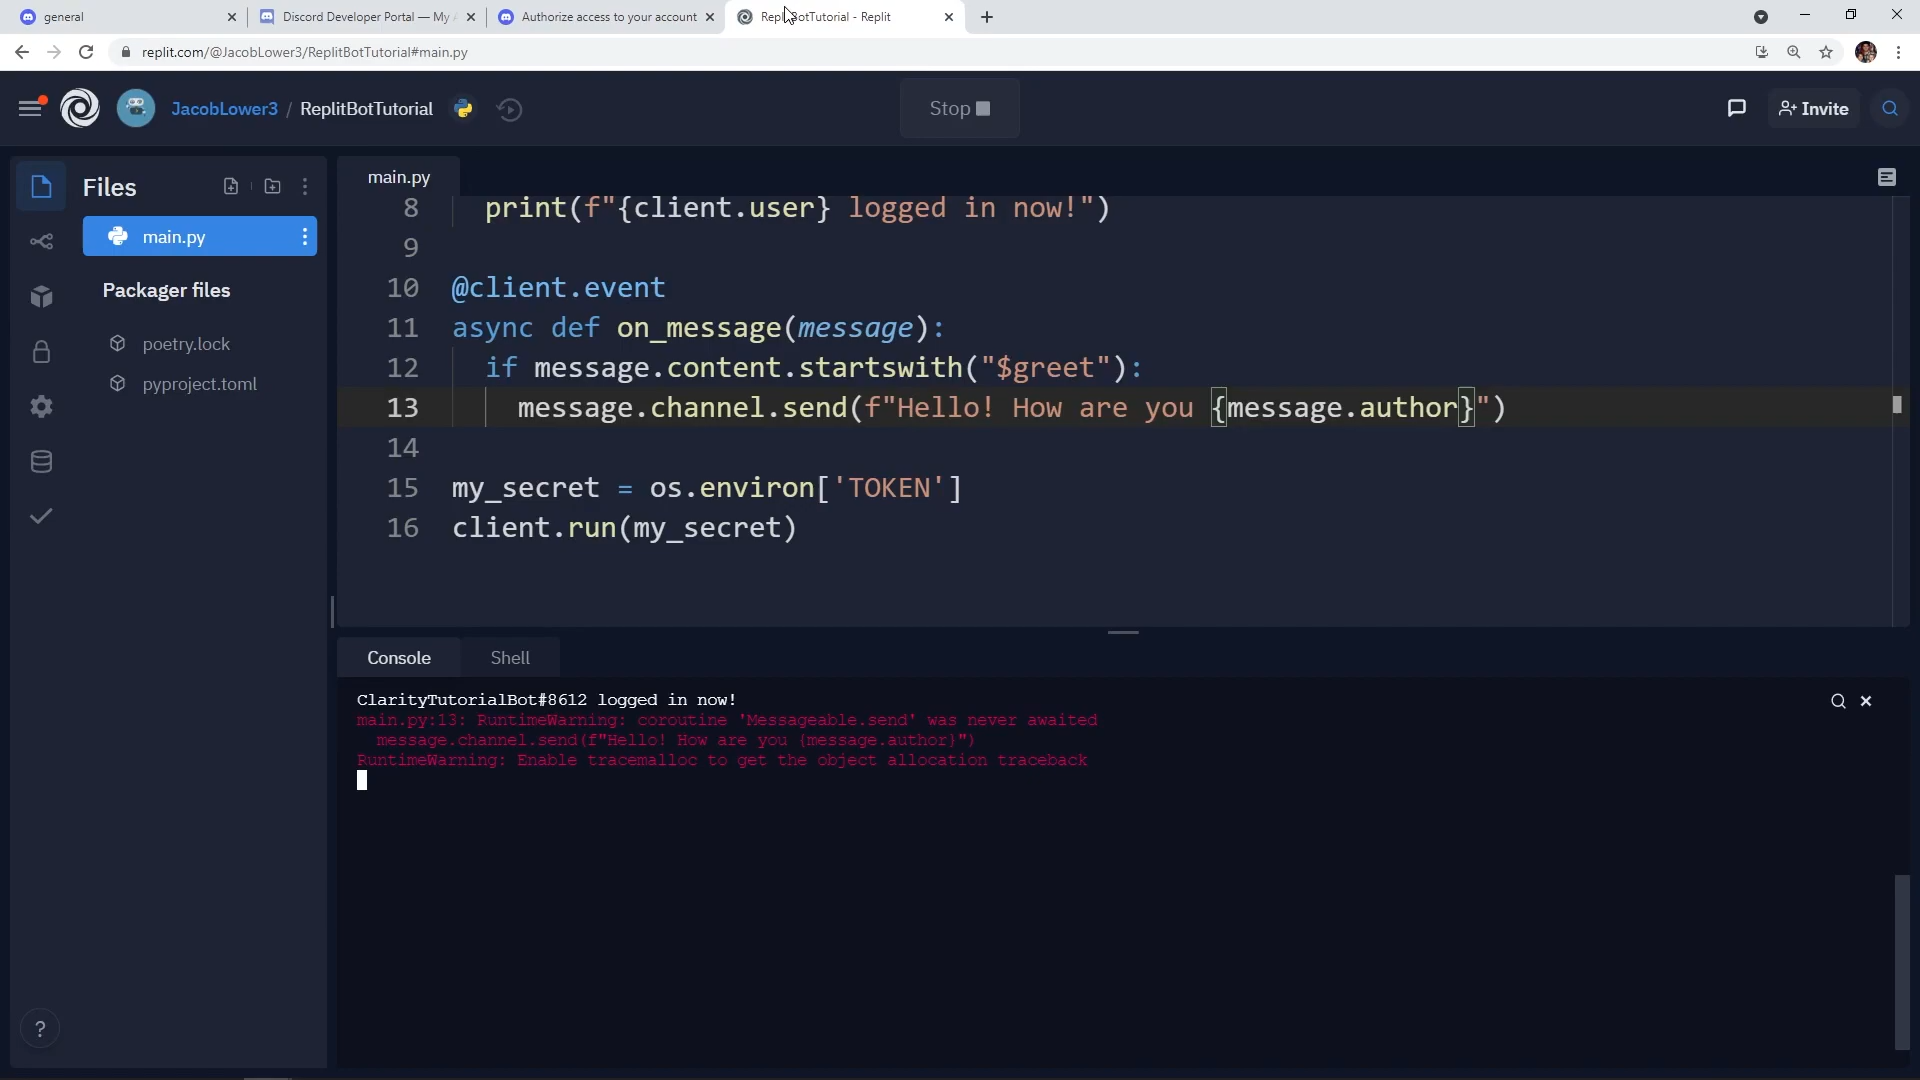 general
Discord Developer Portal — My A
Authorize access to your account
BotTutorial - Replit
replit.com/@JacobLower3/ReplitBotTutorial#main.py
JacobLower3 / ReplitBotTutorial
Stop
Invite
Files
main.py
Packager files
poetry.lock
pyproject.toml
main.py
8 print(f"{client.user} logged in now!")
9
10 @client.event
11 async def on_message(message):
12 if message.content.startswith("$greet"):
13 message.channel.send(f"Hello! How are you {message.author}")
14
15 my_secret = os.environ['TOKEN']
16 client.run(my_secret)
Console
Shell
ClarityTutorialBot#8612 logged in now!
main.py:13: RuntimeWarning: coroutine 'Messageable.send' was never awaited
message.channel.send(f"Hello! How are you {message.author}")
RuntimeWarning: Enable tracemalloc to get the object allocation traceback
?